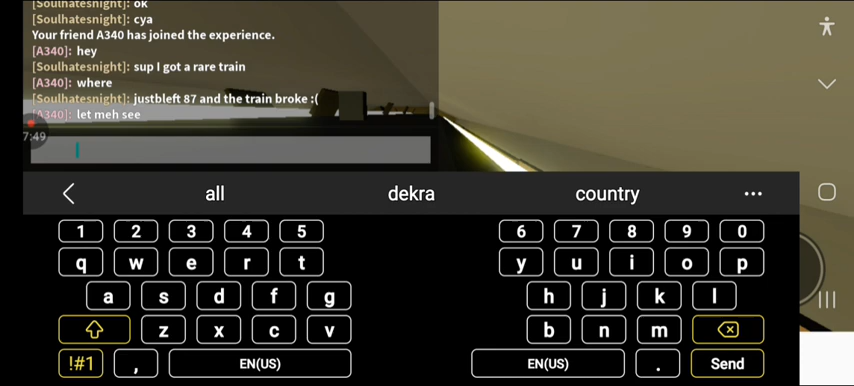 [Soulhatesnight]: ok
[Soulhatesnight]: cya
Your friend A340 has joined the experience.
[A340]: hey
[Soulhatesnight]: sup I got a rare train
[A340]: where
[Soulhatesnight]: justbleft 87 and the train broke :(
[A340]: let meh see
7:49
all dekra country ...
1 2 3 4 5 6 7 8 9 0
q w e r t y u i o p
a s d f g h j k l
z x c v b n m
!#1 , EN(US) EN(US) . Send